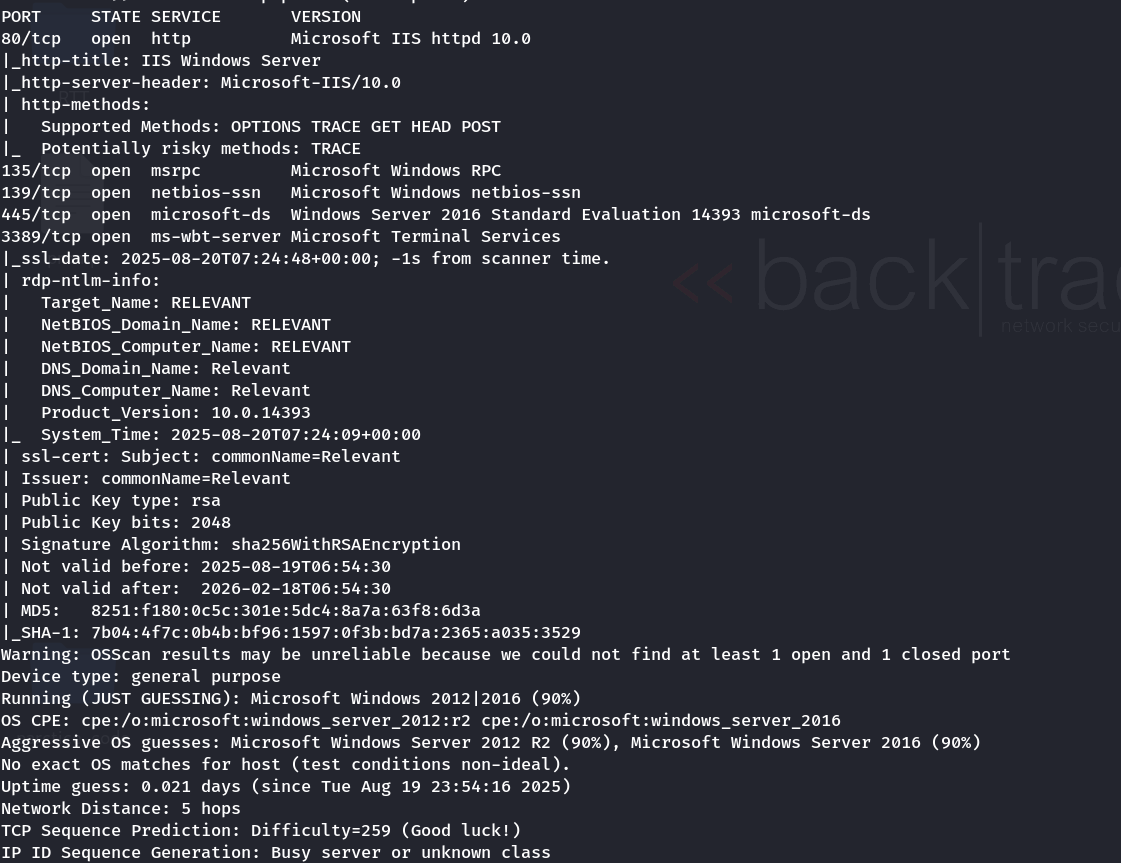 PORT     STATE SERVICE       VERSION
80/tcp   open  http          Microsoft IIS httpd 10.0
|_http-title: IIS Windows Server
|_http-server-header: Microsoft-IIS/10.0
| http-methods:
|   Supported Methods: OPTIONS TRACE GET HEAD POST
|_  Potentially risky methods: TRACE
135/tcp  open  msrpc         Microsoft Windows RPC
139/tcp  open  netbios-ssn   Microsoft Windows netbios-ssn
445/tcp  open  microsoft-ds  Windows Server 2016 Standard Evaluation 14393 microsoft-ds
3389/tcp open  ms-wbt-server Microsoft Terminal Services
|_ssl-date: 2025-08-20T07:24:48+00:00; -1s from scanner time.
| rdp-ntlm-info:
|   Target_Name: RELEVANT
|   NetBIOS_Domain_Name: RELEVANT
|   NetBIOS_Computer_Name: RELEVANT
|   DNS_Domain_Name: Relevant
|   DNS_Computer_Name: Relevant
|   Product_Version: 10.0.14393
|_  System_Time: 2025-08-20T07:24:09+00:00
| ssl-cert: Subject: commonName=Relevant
| Issuer: commonName=Relevant
| Public Key type: rsa
| Public Key bits: 2048
| Signature Algorithm: sha256WithRSAEncryption
| Not valid before: 2025-08-19T06:54:30
| Not valid after:  2026-02-18T06:54:30
| MD5:   8251:f180:0c5c:301e:5dc4:8a7a:63f8:6d3a
|_SHA-1: 7b04:4f7c:0b4b:bf96:1597:0f3b:bd7a:2365:a035:3529
Warning: OSScan results may be unreliable because we could not find at least 1 open and 1 closed port
Device type: general purpose
Running (JUST GUESSING): Microsoft Windows 2012|2016 (90%)
OS CPE: cpe:/o:microsoft:windows_server_2012:r2 cpe:/o:microsoft:windows_server_2016
Aggressive OS guesses: Microsoft Windows Server 2012 R2 (90%), Microsoft Windows Server 2016 (90%)
No exact OS matches for host (test conditions non-ideal).
Uptime guess: 0.021 days (since Tue Aug 19 23:54:16 2025)
Network Distance: 5 hops
TCP Sequence Prediction: Difficulty=259 (Good luck!)
IP ID Sequence Generation: Busy server or unknown class
<< back|tra
network secu